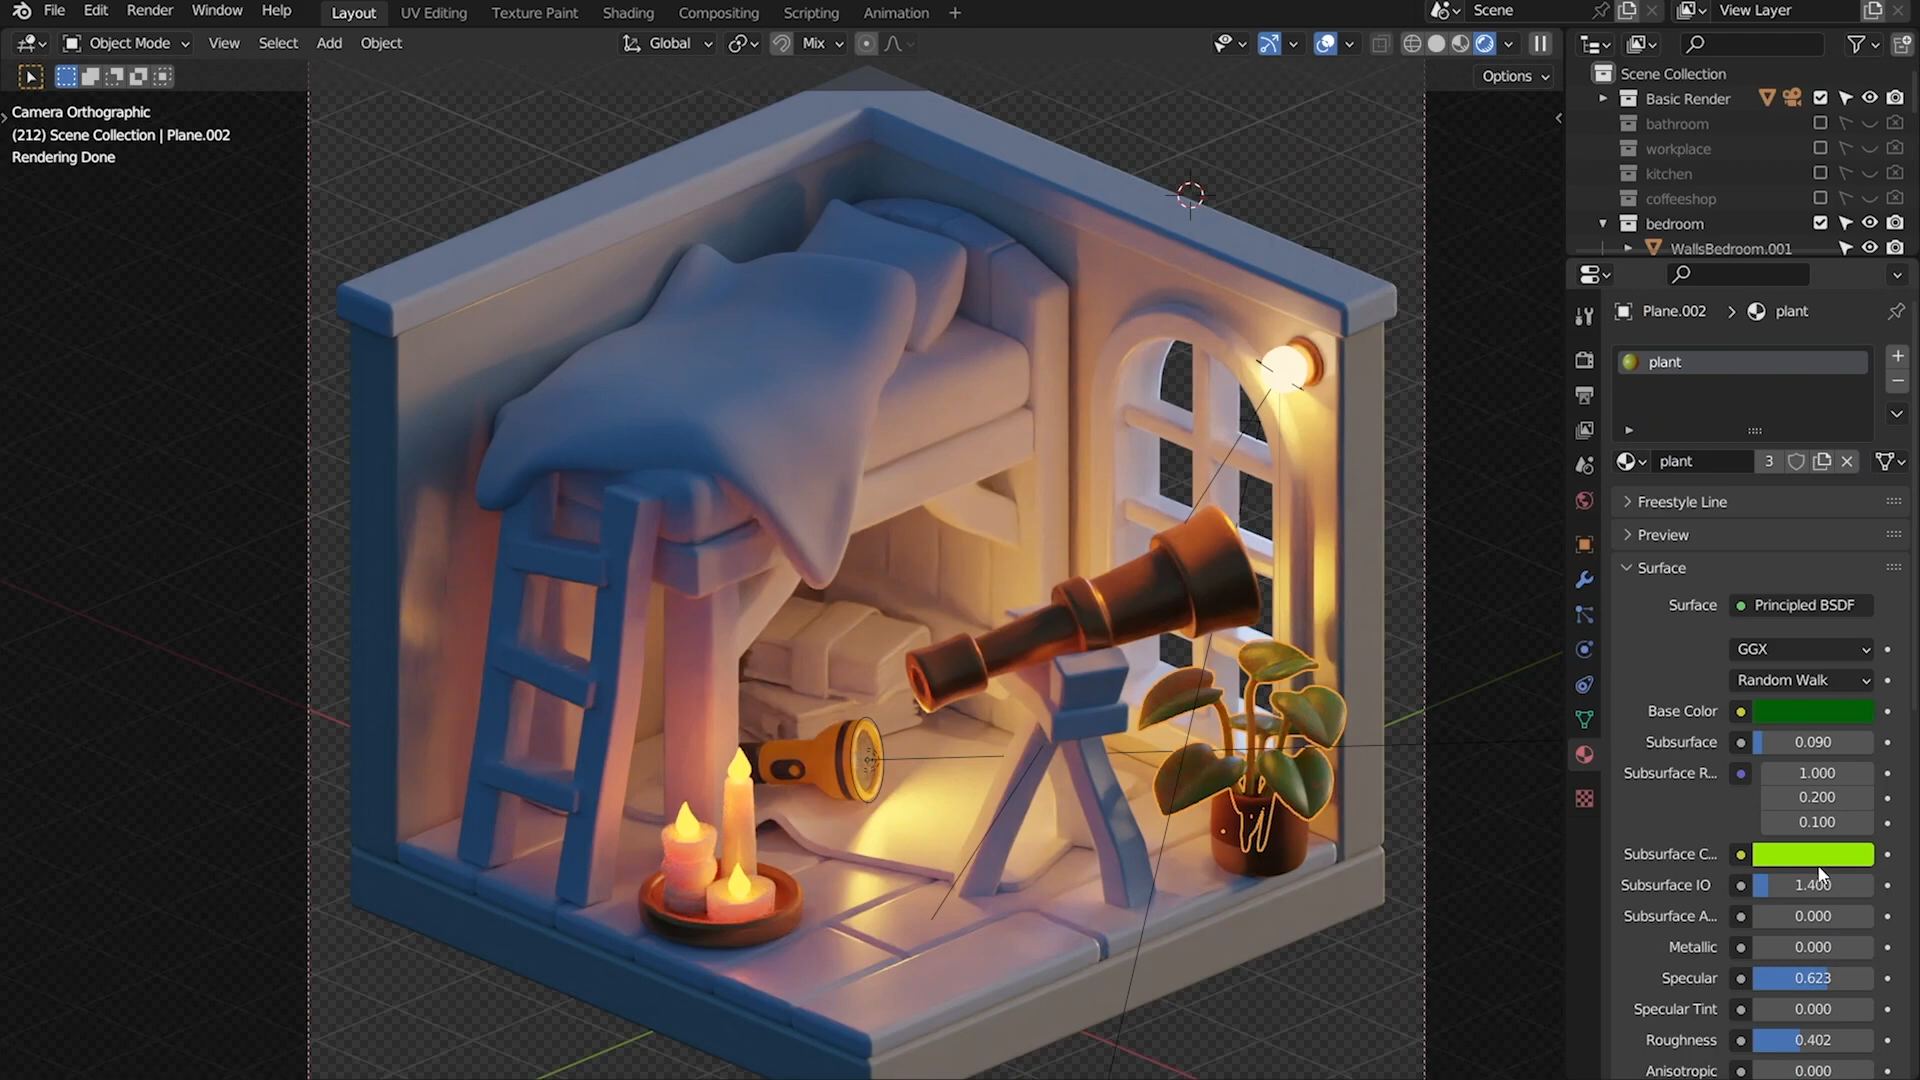 File Edit Render Window Help Layout UV Editing Texture Paint Shading Compositing Scripting Animation + Scene View Layer
Object Mode View Select Add Object Global Mix
Options
Camera Orthographic
(212) Scene Collection | Plane.002
Rendering Done
Scene Collection
Basic Render
bathroom
workplace
kitchen
coffeeshop
bedroom
WallsBedroom.001
Plane.002 > plant
plant
plant 3
Freestyle Line
Preview
Surface
Surface Principled BSDF
GGX
Random Walk
Base Color
Subsurface 0.090
Subsurface R... 1.000
0.200
0.100
Subsurface C...
Subsurface IO 1.400
Subsurface A... 0.000
Metallic 0.000
Specular 0.623
Specular Tint 0.000
Roughness 0.402
Anisotropic 0.000